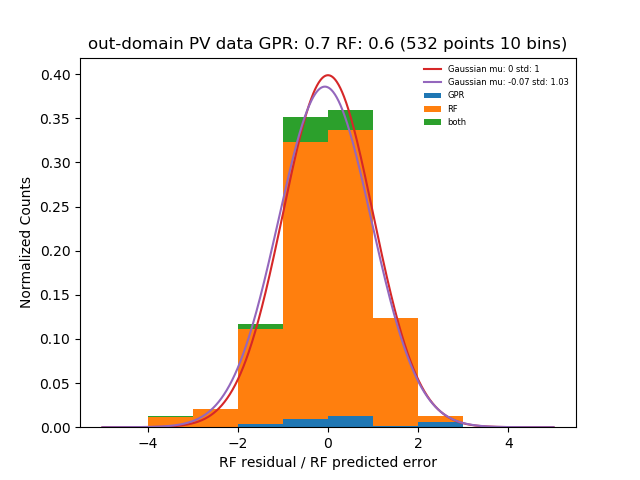 out-domain PV data GPR: 0.7 RF: 0.6 (532 points 10 bins)
Gaussian mu: 0 std: 1
Gaussian mu: -0.07 std: 1.03
GPR
RF
both
Normalized Counts
0.40
0.35
0.30
0.25
0.20
0.15
0.10
0.05
0.00
−4 −2 0 2 4
RF residual / RF predicted error